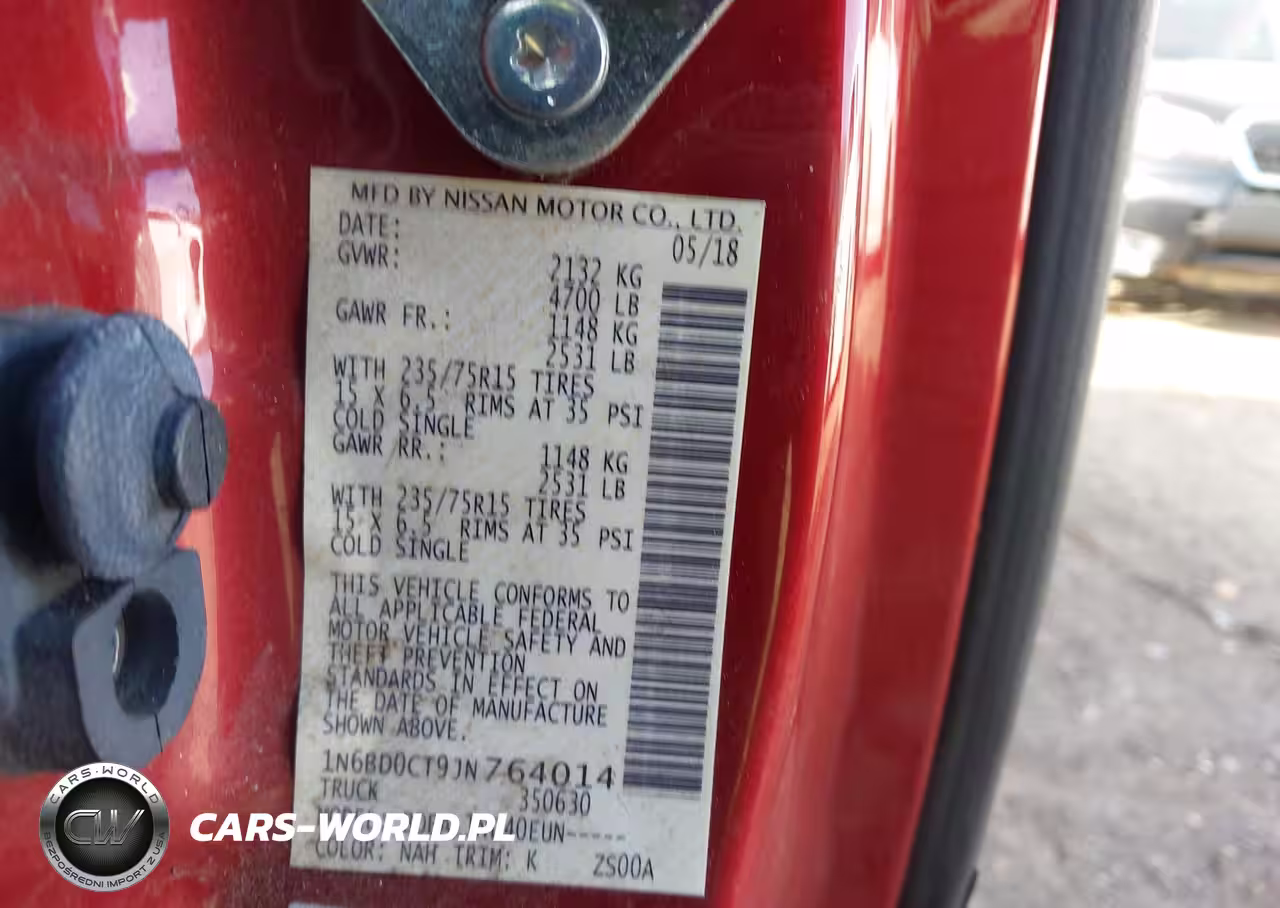 MFD BY NISSAN MOTOR CO., LTD.
DATE: 05/18
GVWR: 2132 KG
4700 LB
GAWR FR.: 1148 KG
2531 LB
WITH 235/75R15 TIRES
15 X 6.5 RIMS AT 35 PSI
COLD SINGLE
GAWR RR.: 1148 KG
2531 LB
WITH 235/75R15 TIRES
15 X 6.5 RIMS AT 35 PSI
COLD SINGLE
THIS VEHICLE CONFORMS TO
ALL APPLICABLE FEDERAL
MOTOR VEHICLE SAFETY AND
THEFT PREVENTION
STANDARDS IN EFFECT ON
THE DATE OF MANUFACTURE
SHOWN ABOVE.
1N6BD0CT9JN764014
TRUCK 350630
COLOR: NAH TRIM: K ZS00A
CARS-WORLD
CW
BEZPOŚREDNI IMPORT Z USA
CARS-WORLD.PL